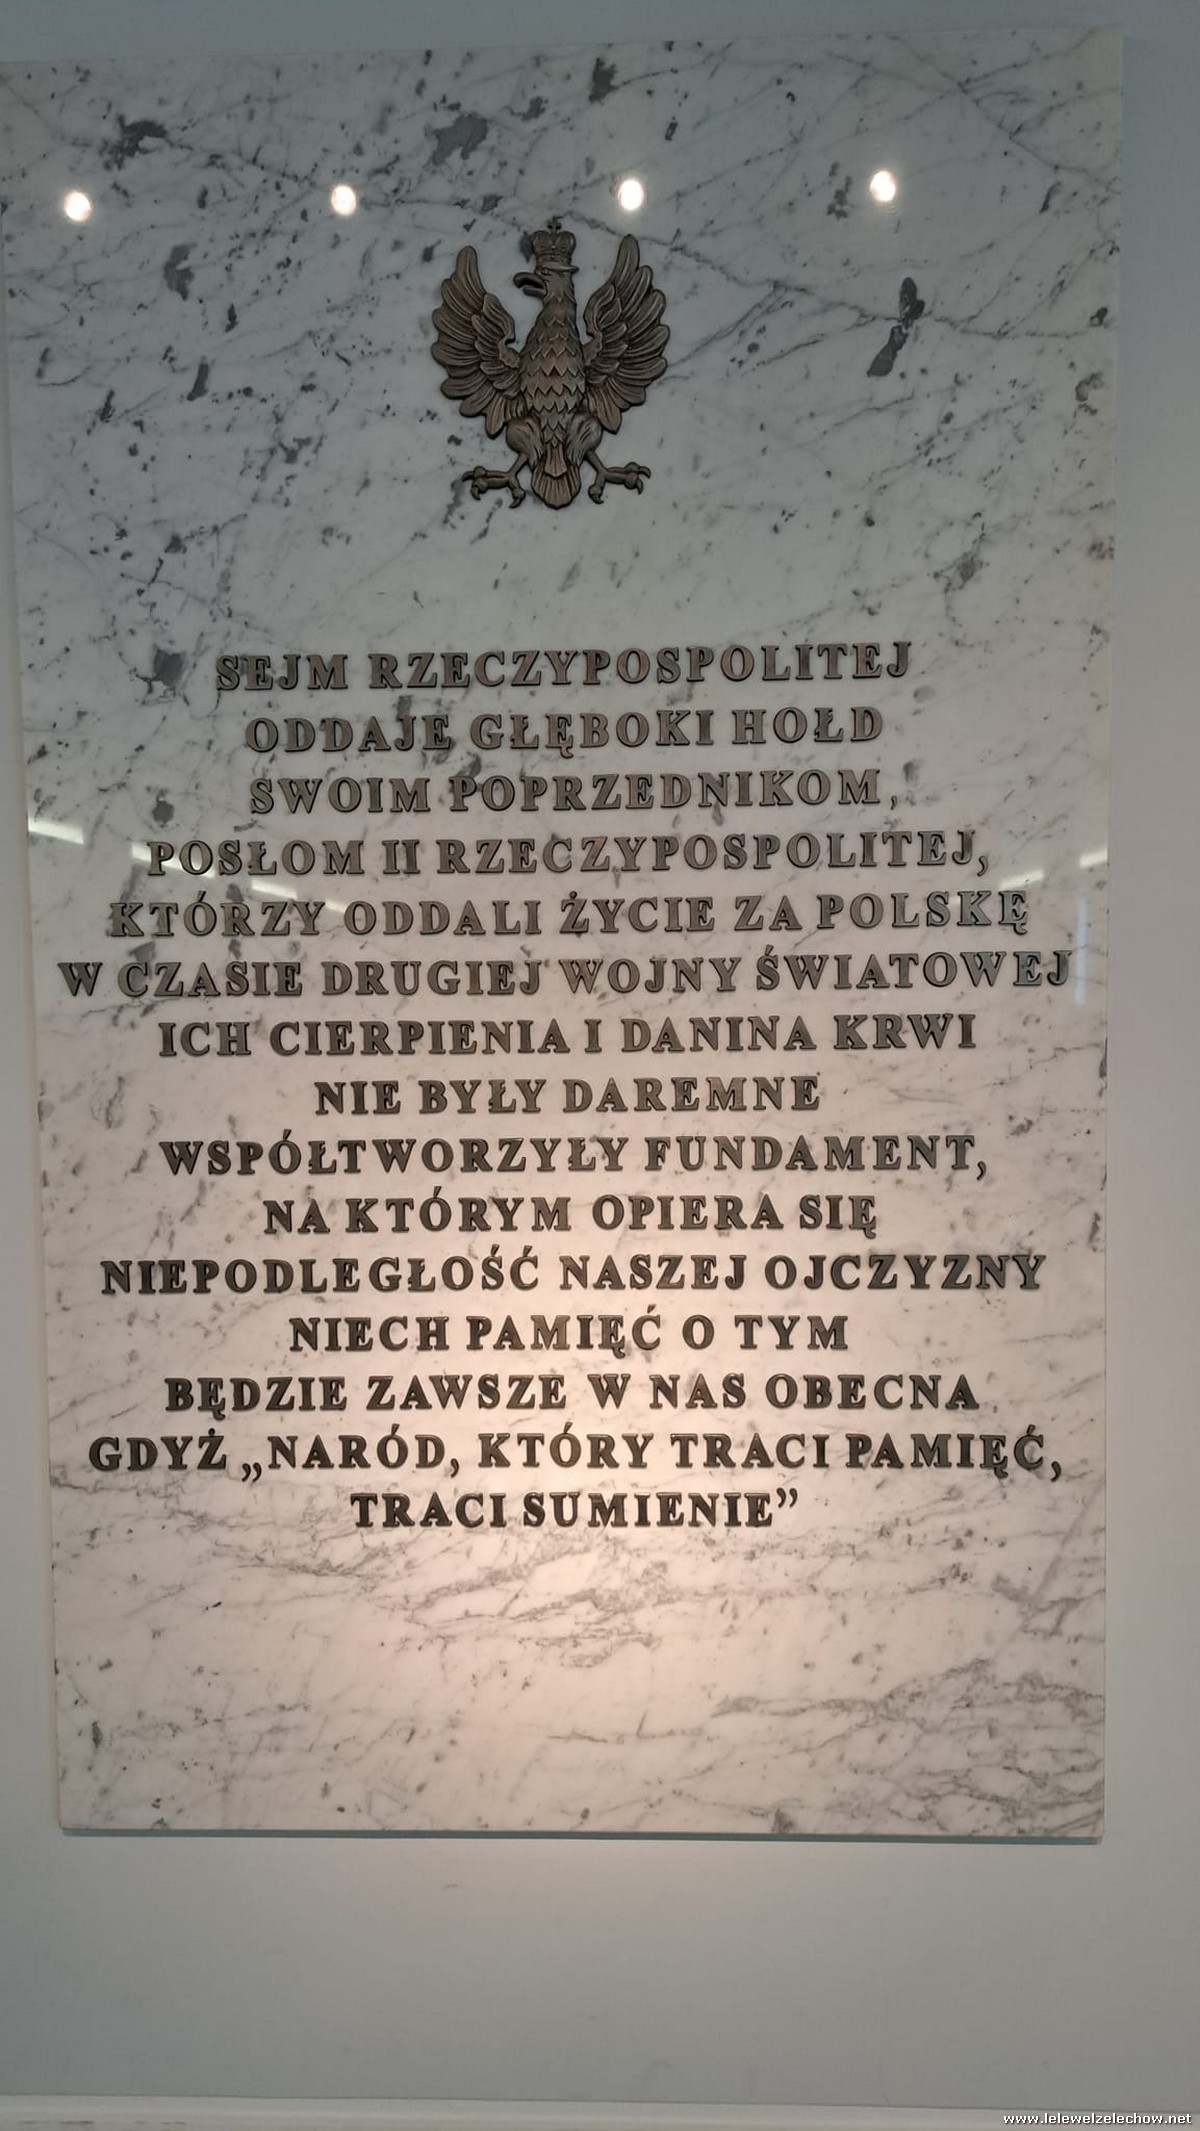 SEJM RZECZYPOSPOLITEJ
ODDAJE GŁĘBOKI HOŁD
SWOIM POPRZEDNIKOM,
POSŁOM II RZECZYPOSPOLITEJ,
KTÓRZY ODDALI ŻYCIE ZA POLSKĘ
W CZASIE DRUGIEJ WOJNY ŚWIATOWEJ
ICH CIERPIENIA I DANINA KRWI
NIE BYŁY DAREMNE
WSPÓŁTWORZYŁY FUNDAMENT,
NA KTÓRYM OPIERA SIĘ
NIEPODLEGŁOŚĆ NASZEJ OJCZYZNY
NIECH PAMIĘĆ O TYM
BĘDZIE ZAWSZE W NAS OBECNA
GDYŻ „NARÓD, KTÓRY TRACI PAMIĘĆ,
TRACI SUMIENIE”
www.lelewelzelechow.net